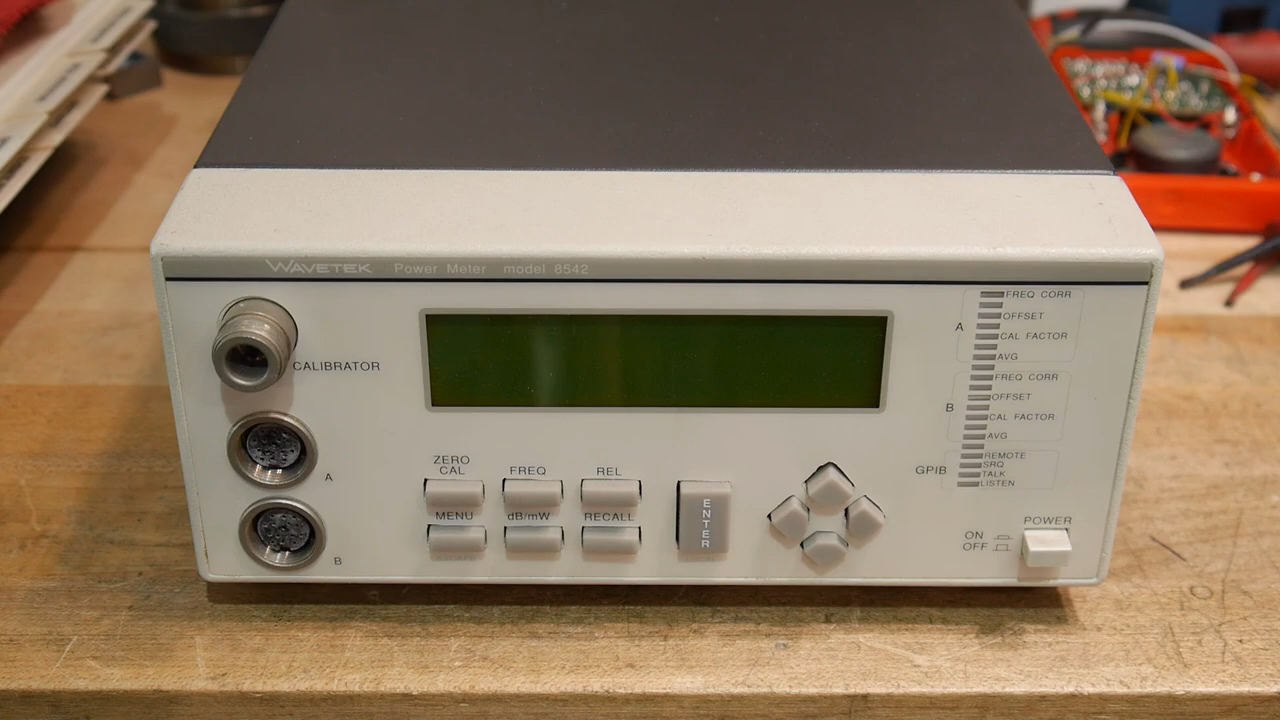 WAVETEK Power Meter model 8542
CALIBRATOR
A
B
ZERO CAL
FREQ
REL
MENU
dB/mW
RECALL
ENTER
A
FREQ CORR
OFFSET
CAL FACTOR
AVG
B
FREQ CORR
OFFSET
CAL FACTOR
AVG
GPIB
REMOTE
SRQ
TALK
LISTEN
POWER
ON
OFF